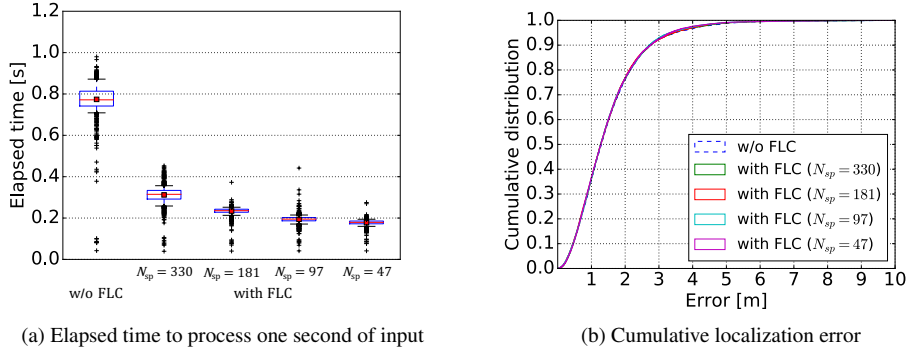 1.2
1.0
0.8
0.6
0.4
0.2
0.0
Elapsed time [s]
N_sp = 330
N_sp = 181
N_sp = 97
N_sp = 47
w/o FLC
with FLC
(a) Elapsed time to process one second of input
1.0
0.9
0.8
0.7
0.6
0.5
0.4
0.3
0.2
0.1
0.0
Cumulative distribution
w/o FLC
with FLC (N_sp = 330)
with FLC (N_sp = 181)
with FLC (N_sp = 97)
with FLC (N_sp = 47)
1 2 3 4 5 6 7 8 9 10
Error [m]
(b) Cumulative localization error